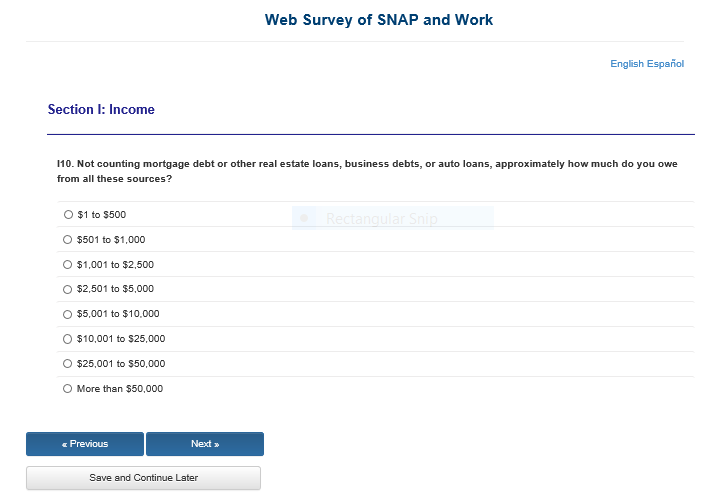 Web Survey of SNAP and Work
English Español
Section I: Income
I10. Not counting mortgage debt or other real estate loans, business debts, or auto loans, approximately how much do you owe
from all these sources?
$1 to $500
Rectangular Snip
$501 to $1,000
$1,001 to $2,500
$2,501 to $5,000
$5,001 to $10,000
$10,001 to $25,000
$25,001 to $50,000
More than $50,000
« Previous
Next »
Save and Continue Later